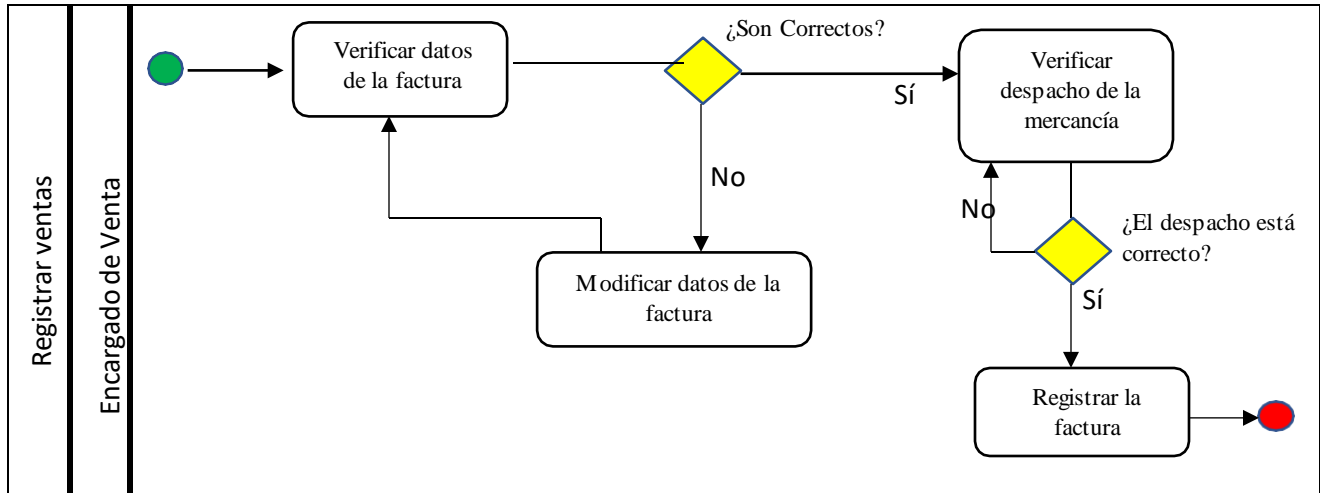 Registrar ventas
Encargado de Venta
Verificar datos
de la factura
¿Son Correctos?
Sí
No
Modificar datos de la
factura
Verificar
despacho de la
mercancía
No
¿El despacho está
correcto?
Sí
Registrar la
factura